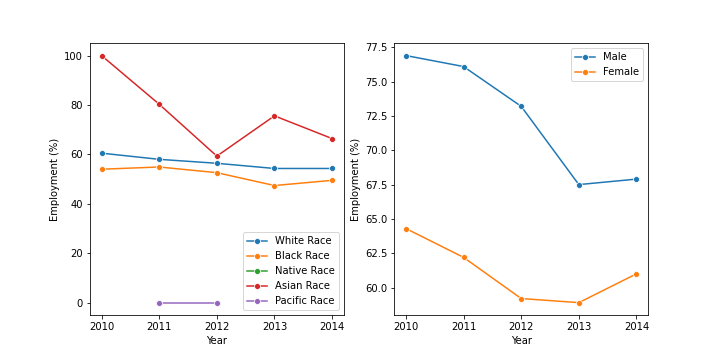 100
80
60
40
20
0
Employment (%)
2010 2011 2012 2013 2014
Year
White Race
Black Race
Native Race
Asian Race
Pacific Race
77.5
75.0
72.5
70.0
67.5
65.0
62.5
60.0
Employment (%)
2010 2011 2012 2013 2014
Year
Male
Female